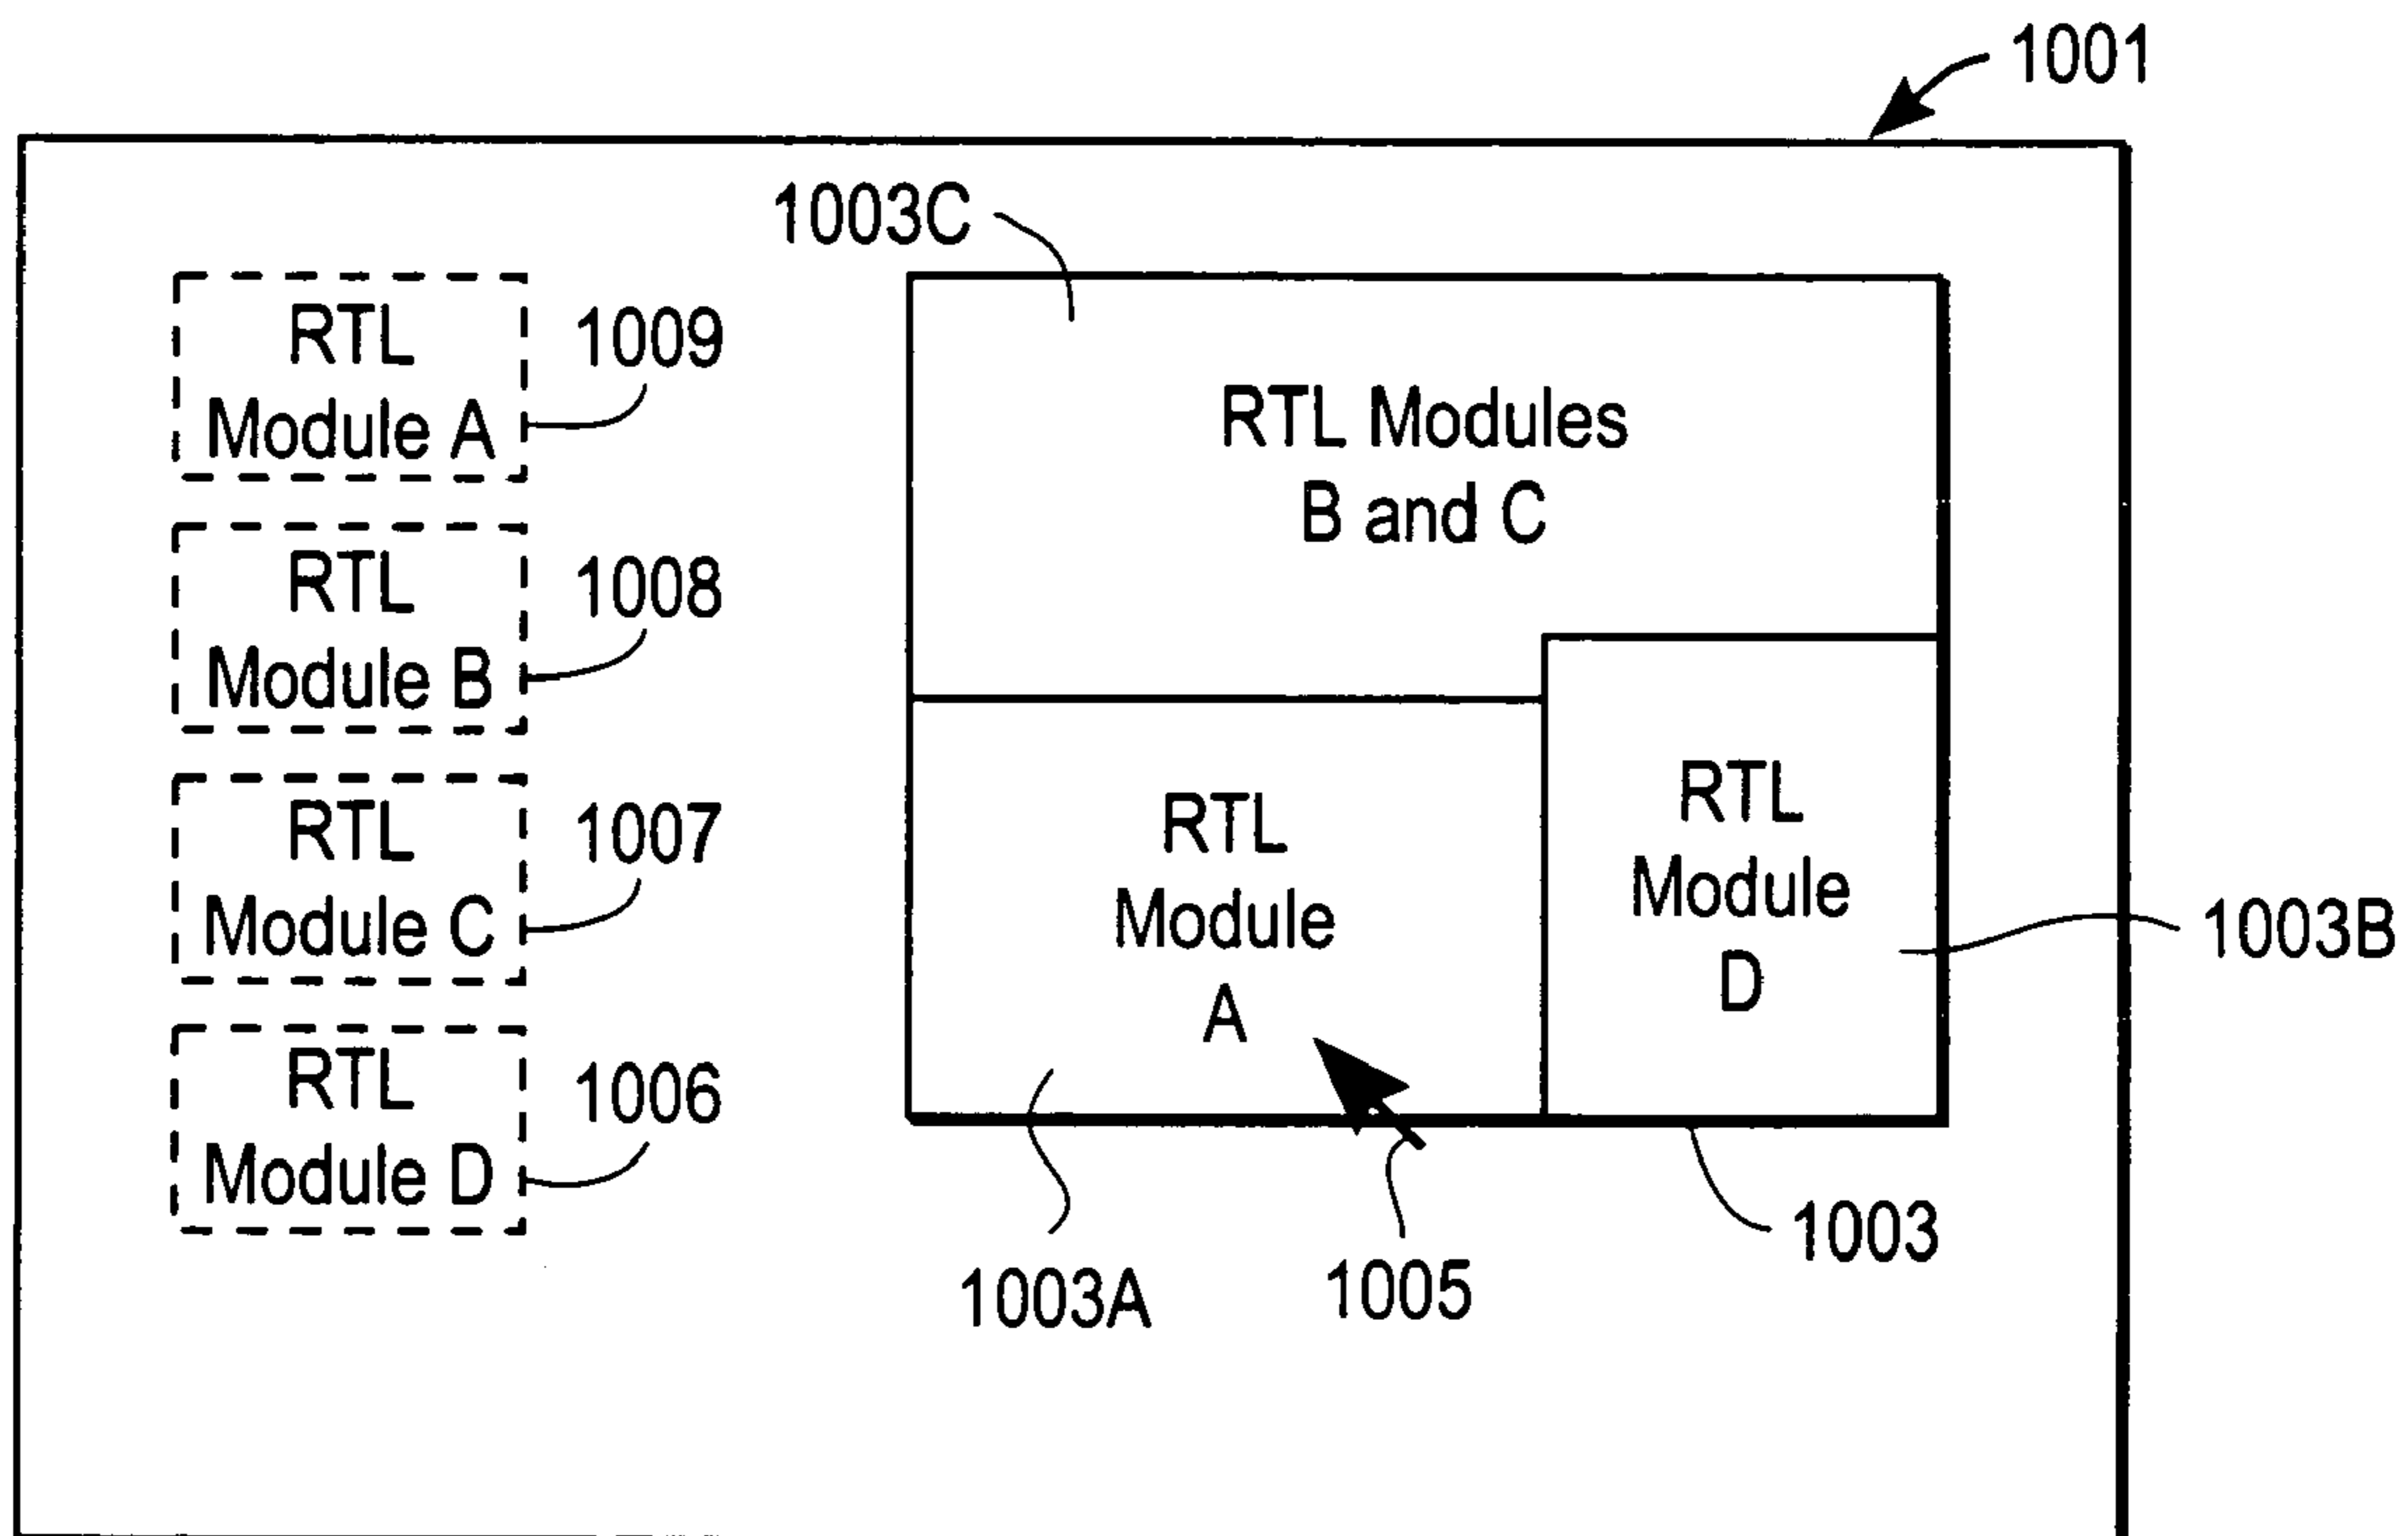 1001
1003C
RTL
Module A
1009
RTL
Module B
1008
RTL
Module C
1007
RTL
Module D
1006
RTL Modules
B and C
RTL
Module
A
RTL
Module
D
1003B
1003A
1005
1003